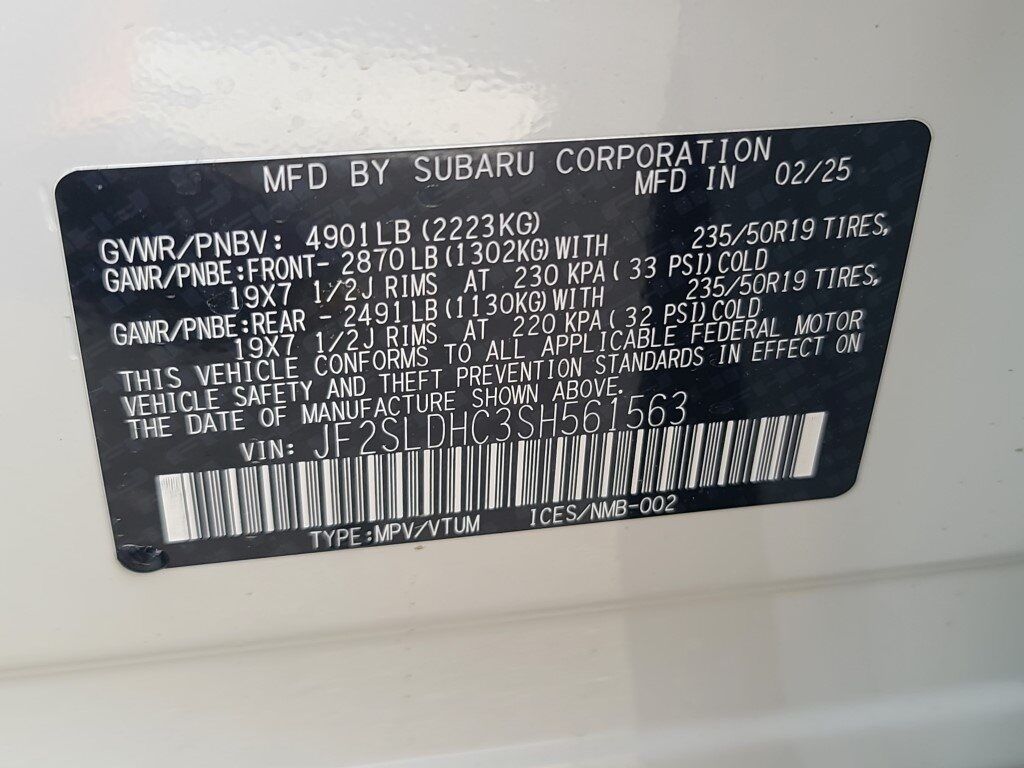 MFD BY SUBARU CORPORATION
MFD IN 02/25
GVWR/PNBV: 4901LB (2223KG)
GAWR/PNBE:FRONT- 2870LB (1302KG) WITH 235/50R19 TIRES,
19X7 1/2J RIMS AT 230 KPA ( 33 PSI) COLD
GAWR/PNBE:REAR - 2491LB (1130KG) WITH 235/50R19 TIRES,
19X7 1/2J RIMS AT 220 KPA ( 32 PSI) COLD
THIS VEHICLE CONFORMS TO ALL APPLICABLE FEDERAL MOTOR
VEHICLE SAFETY AND THEFT PREVENTION STANDARDS IN EFFECT ON
THE DATE OF MANUFACTURE SHOWN ABOVE.
VIN: JF2SLDHC3SH561563
TYPE:MPV/VTUM ICES/NMB-002